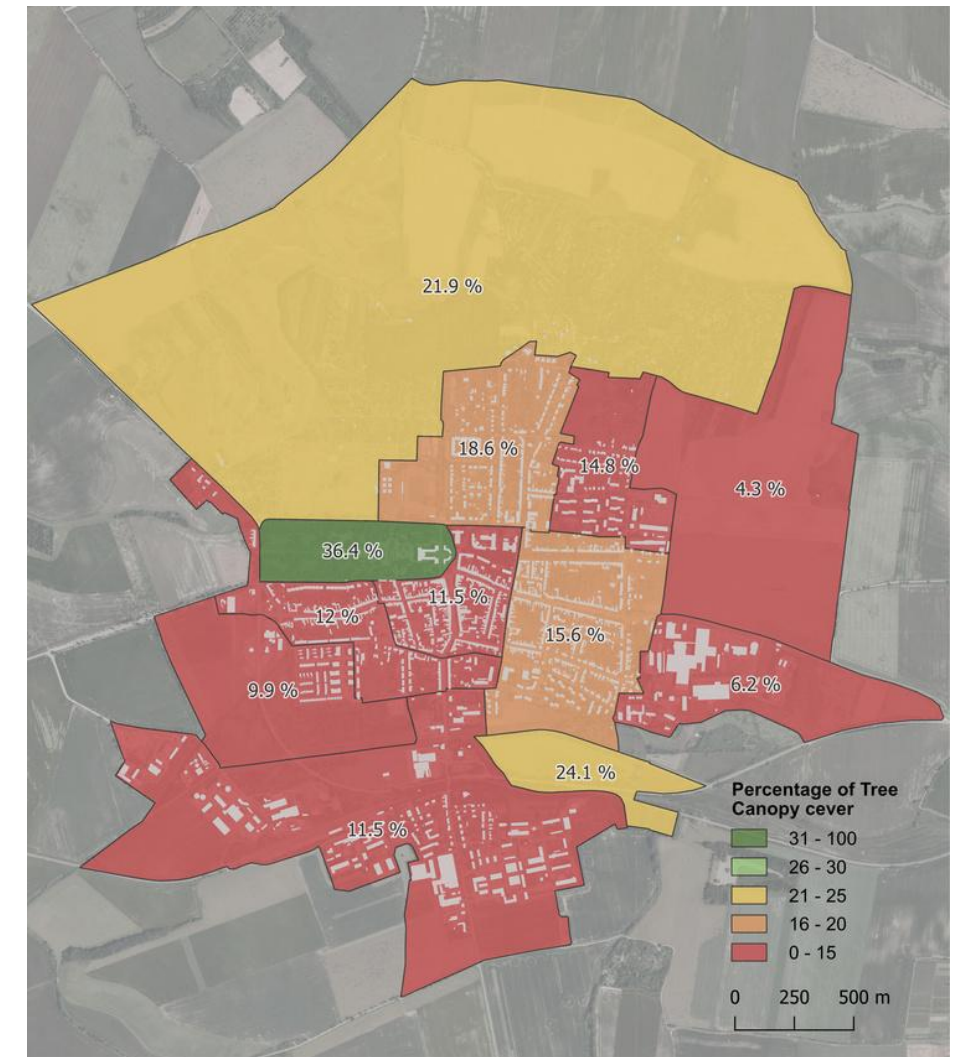 21.9 %
18.6 %
14.8 %
4.3 %
36.4 %
11.5 %
12 %
15.6 %
9.9 %
6.2 %
24.1 %
11.5 %
Percentage of Tree
Canopy cever
31 - 100
26 - 30
21 - 25
16 - 20
0 - 15
0 250 500 m